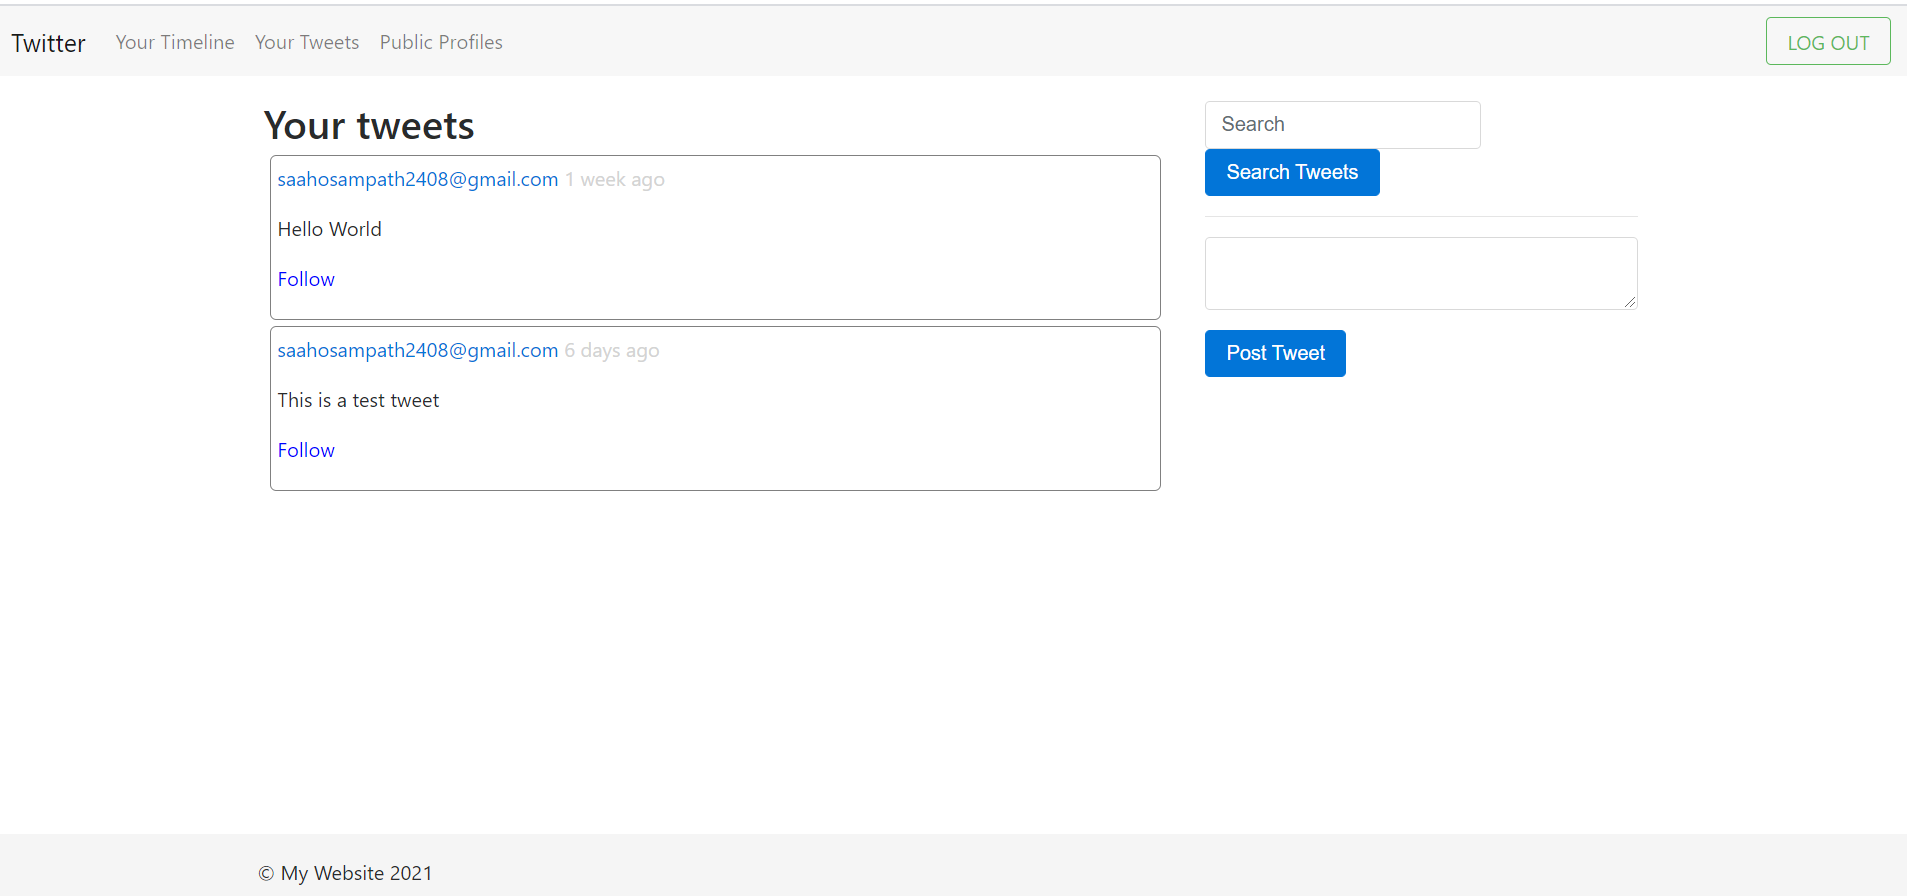 Twitter Your Timeline Your Tweets Public Profiles LOG OUT
Your tweets
saahosampath2408@gmail.com 1 week ago
Hello World
Follow
saahosampath2408@gmail.com 6 days ago
This is a test tweet
Follow
Search
Search Tweets
Post Tweet
© My Website 2021